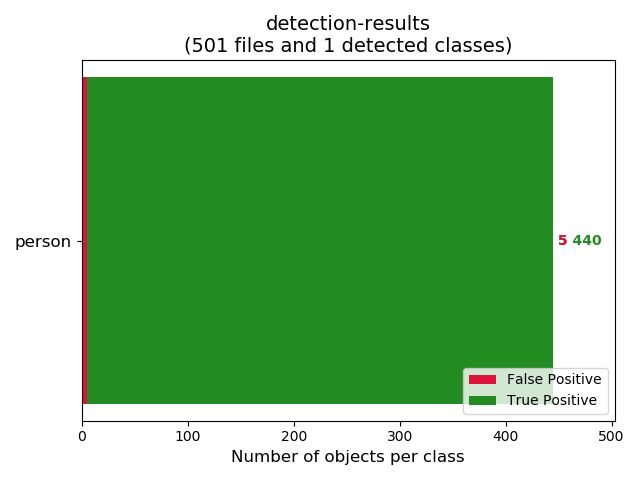 detection-results
(501 files and 1 detected classes)
person
5 440
False Positive
True Positive
0 100 200 300 400 500
Number of objects per class